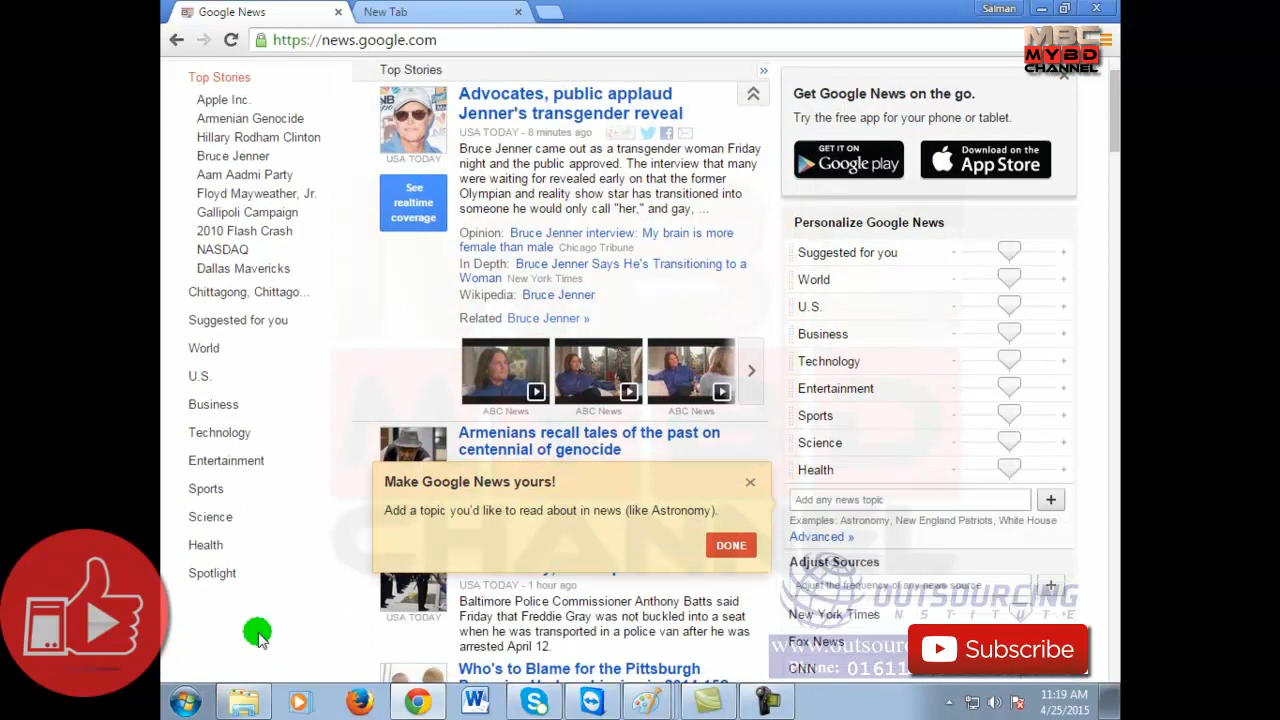 Google News
New Tab
Salman
https://news.google.com
MBC
MYBD
CHANNEL
Top Stories
Apple Inc.
Armenian Genocide
Hillary Rodham Clinton
Bruce Jenner
Aam Aadmi Party
Floyd Mayweather, Jr.
Gallipoli Campaign
2010 Flash Crash
NASDAQ
Dallas Mavericks
Chittagong, Chittago...
Suggested for you
World
U.S.
Business
Technology
Entertainment
Sports
Science
Health
Spotlight
Top Stories
Advocates, public applaud
Jenner's transgender reveal
USA TODAY - 8 minutes ago
USA TODAY
See
realtime
coverage
Bruce Jenner came out as a transgender woman Friday
night and the public approved. The interview that many
were waiting for revealed early on that the former
Olympian and reality show star has transitioned into
someone he would only call "her," and gay, ...
Opinion: Bruce Jenner interview: My brain is more
female than male Chicago Tribune
In Depth: Bruce Jenner Says He's Transitioning to a
Woman New York Times
Wikipedia: Bruce Jenner
Related Bruce Jenner »
ABC News
ABC News
ABC News
Armenians recall tales of the past on
centennial of genocide
Make Google News yours!
Add a topic you'd like to read about in news (like Astronomy).
DONE
USA TODAY - 1 hour ago
USA TODAY
Baltimore Police Commissioner Anthony Batts said
Friday that Freddie Gray was not buckled into a seat
when he was transported in a police van after he was
arrested April 12.
Who's to Blame for the Pittsburgh
Get Google News on the go.
Try the free app for your phone or tablet.
GET IT ON
Google play
Download on the
App Store
Personalize Google News
Suggested for you - +
World - +
U.S. - +
Business - +
Technology - +
Entertainment - +
Sports - +
Science - +
Health - +
Add any news topic +
Examples: Astronomy, New England Patriots, White House
Advanced »
Adjust Sources
Adjust the frequency of any news source +
OUTSOURCING
INSTITUTE
New York Times
Fox News
CNN
www.outsour
01611
Subscribe
11:19 AM
4/25/2015